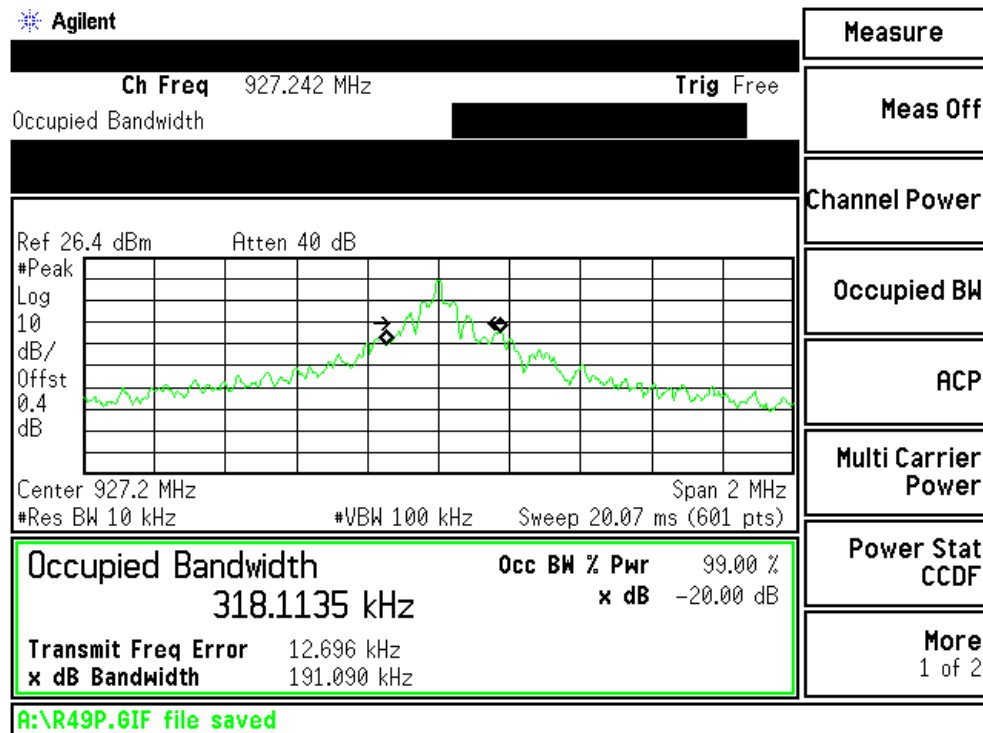 Agilent
Measure
Ch Freq 927.242 MHz Trig Free
Meas Off
Occupied Bandwidth
Channel Power
Ref 26.4 dBm Atten 40 dB
#Peak
Log
10
dB/
Offst
0.4
dB
Occupied BW
ACP
Center 927.2 MHz Span 2 MHz
#Res BW 10 kHz #VBW 100 kHz Sweep 20.07 ms (601 pts)
Multi Carrier
Power
Occupied Bandwidth Occ BW % Pwr 99.00 %
318.1135 kHz x dB -20.00 dB
Power Stat
CCDF
Transmit Freq Error 12.696 kHz
x dB Bandwidth 191.090 kHz
More
1 of 2
A:\R49P.GIF file saved